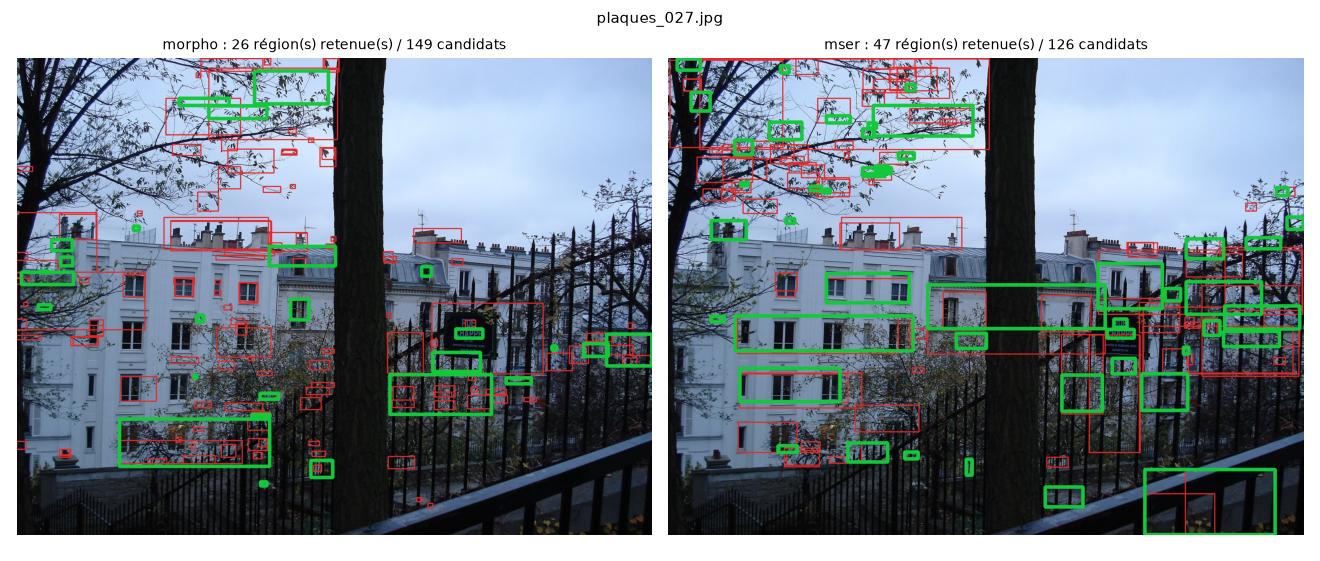 plaques_027.jpg
morpho : 26 région(s) retenue(s) / 149 candidats
mser : 47 région(s) retenue(s) / 126 candidats